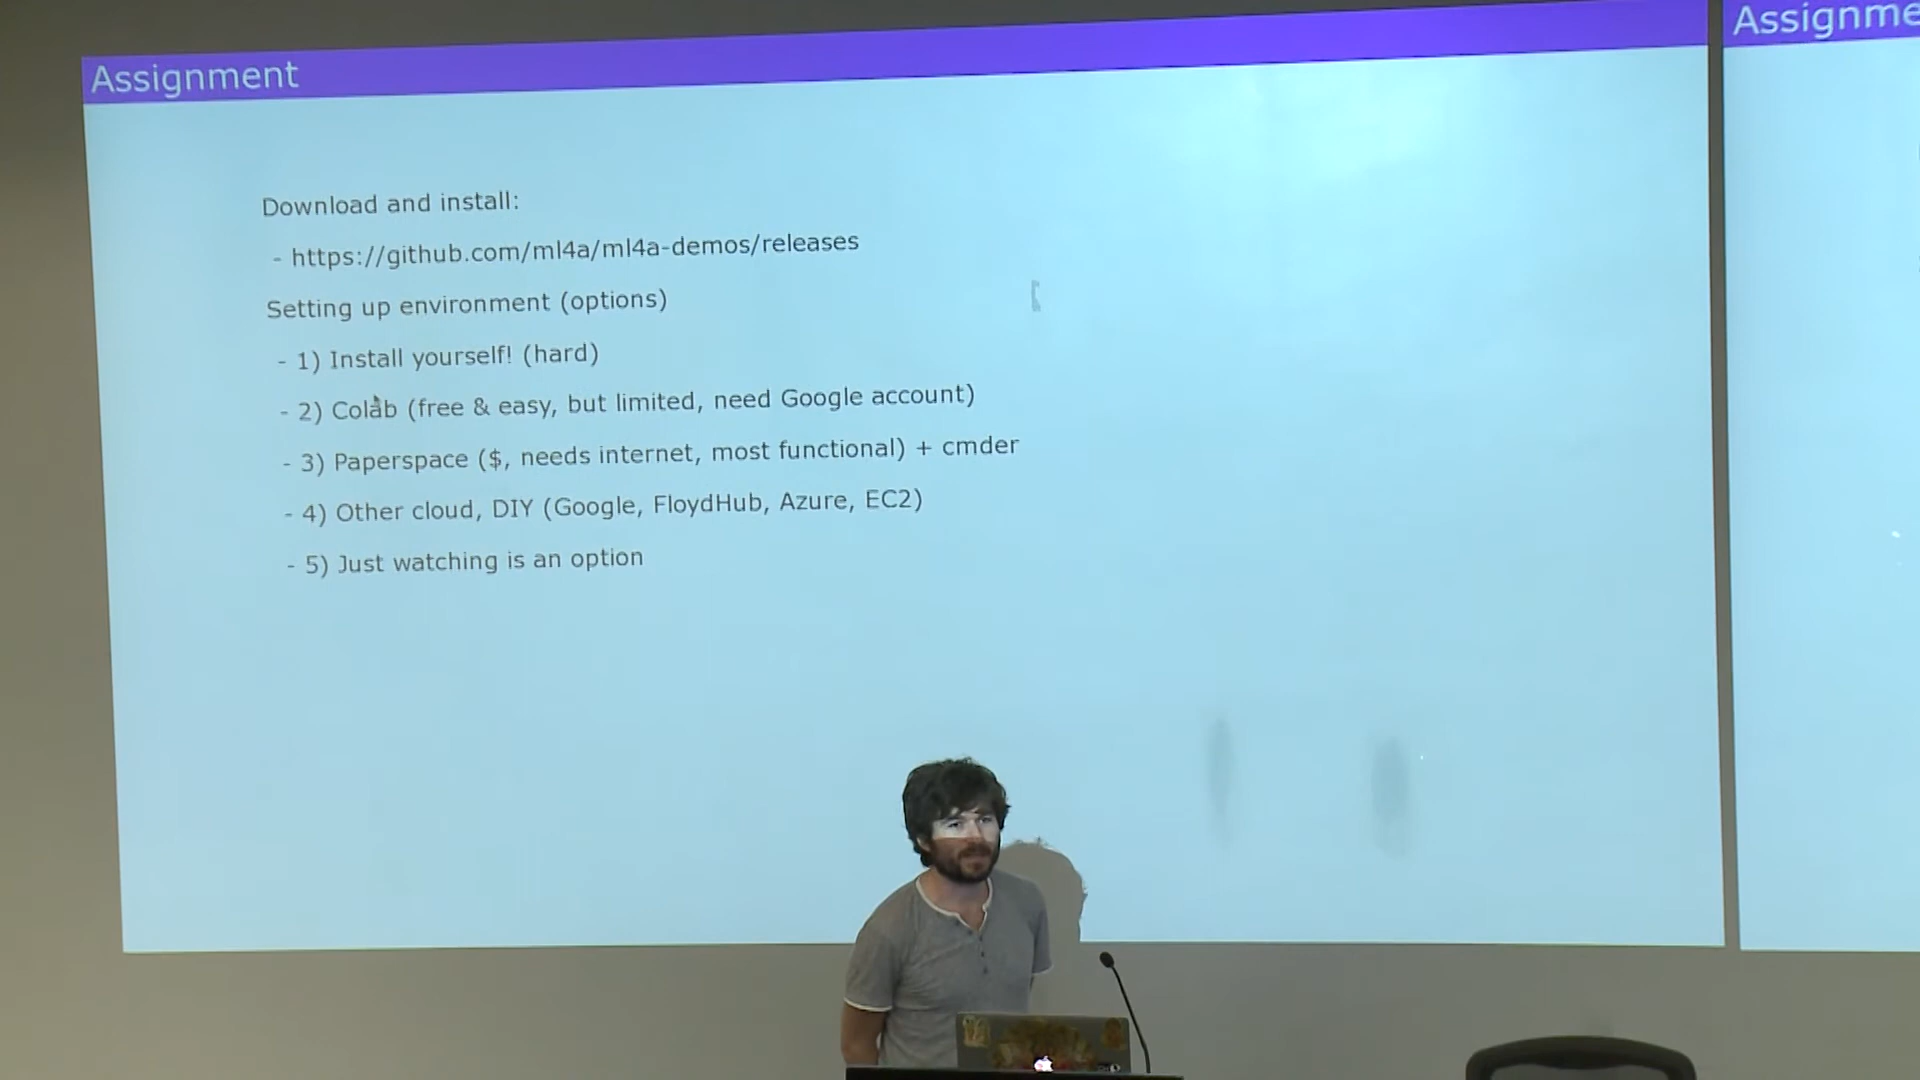 Assignment
Download and install:
- https://github.com/ml4a/ml4a-demos/releases
Setting up environment (options)
- 1) Install yourself! (hard)
- 2) Colab (free & easy, but limited, need Google account)
- 3) Paperspace ($, needs internet, most functional) + cmder
- 4) Other cloud, DIY (Google, FloydHub, Azure, EC2)
- 5) Just watching is an option
Assignme